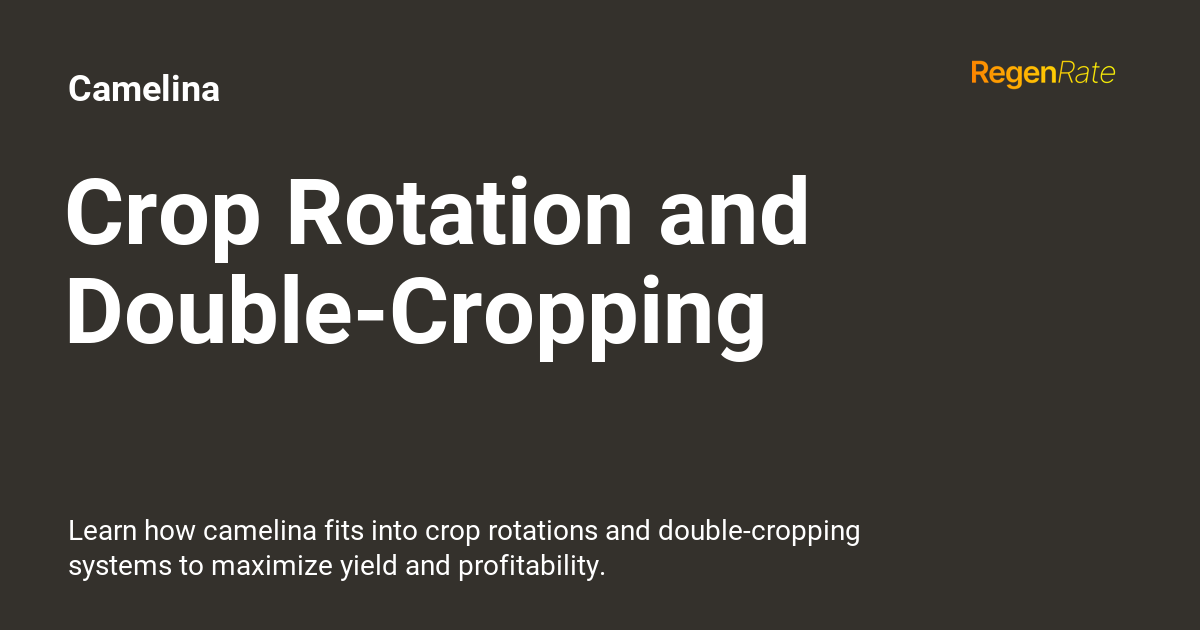 Camelina
RegenRate
Crop Rotation and
Double-Cropping
Learn how camelina fits into crop rotations and double-cropping
systems to maximize yield and profitability.